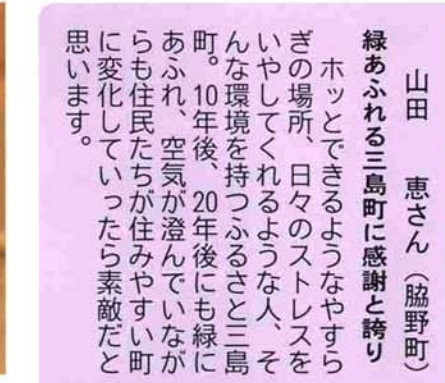 山田　恵さん（脇野町）
緑あふれる三島町に感謝と誇り
　ホッとできるようなやすら
ぎの場所、日々のストレスを
いやしてくれるような人、そ
んな環境を持つふるさと三島
町。10年後、20年後にも緑に
あふれ、空気が澄んでいなが
らも住民たちが住みやすい町
に変化していったら素敵だと
思います。